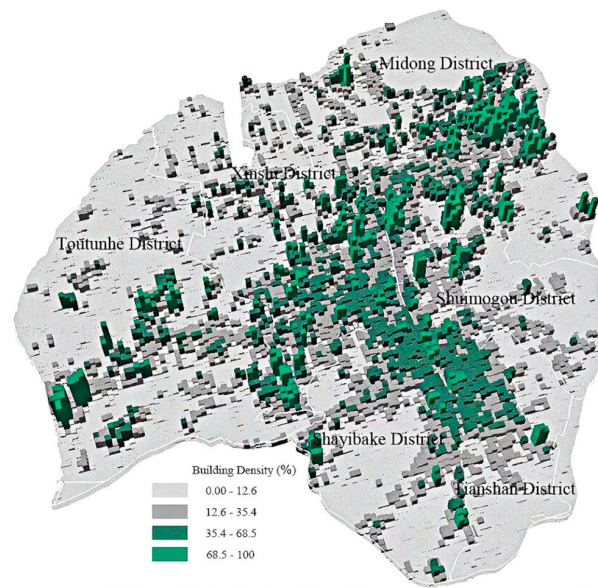 Midong District
Xinshi District
Toutunhe District
Shuimogou District
Shayibake District
Tianshan District
Building Density (%)
0.00 - 12.6
12.6 - 35.4
35.4 - 68.5
68.5 - 100